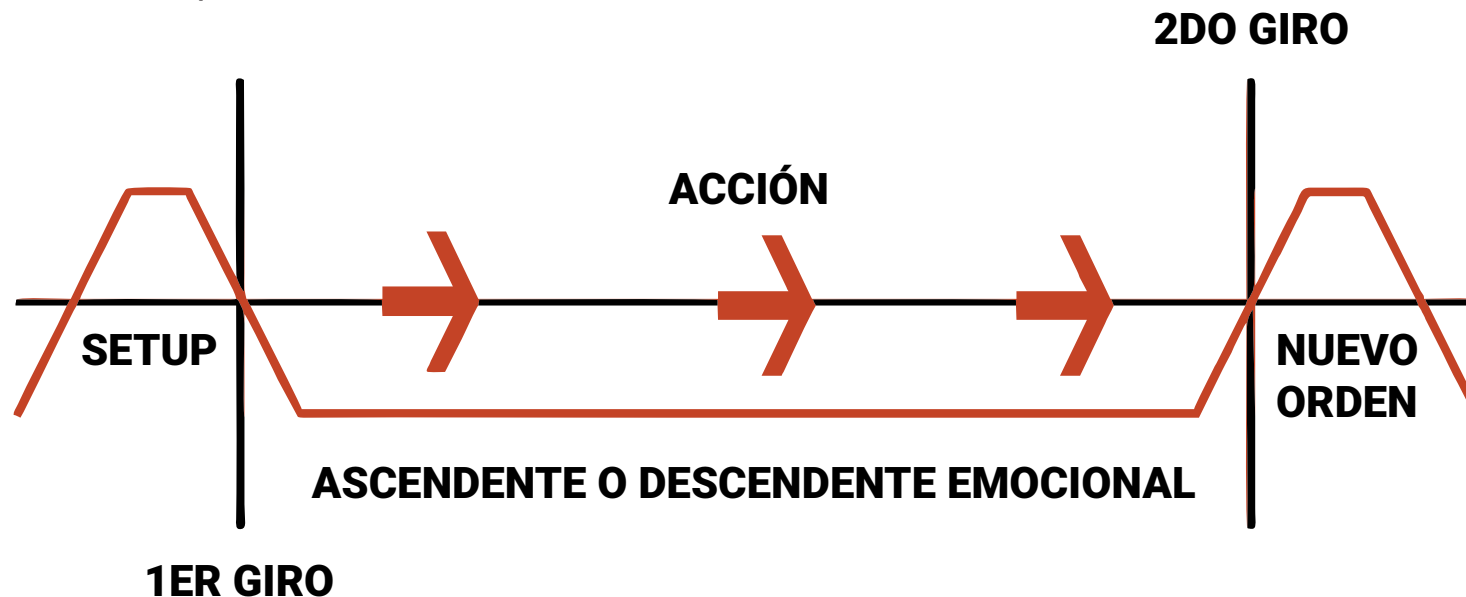 2DO GIRO
ACCIÓN
SETUP
NUEVO
ORDEN
ASCENDENTE O DESCENDENTE EMOCIONAL
1ER GIRO